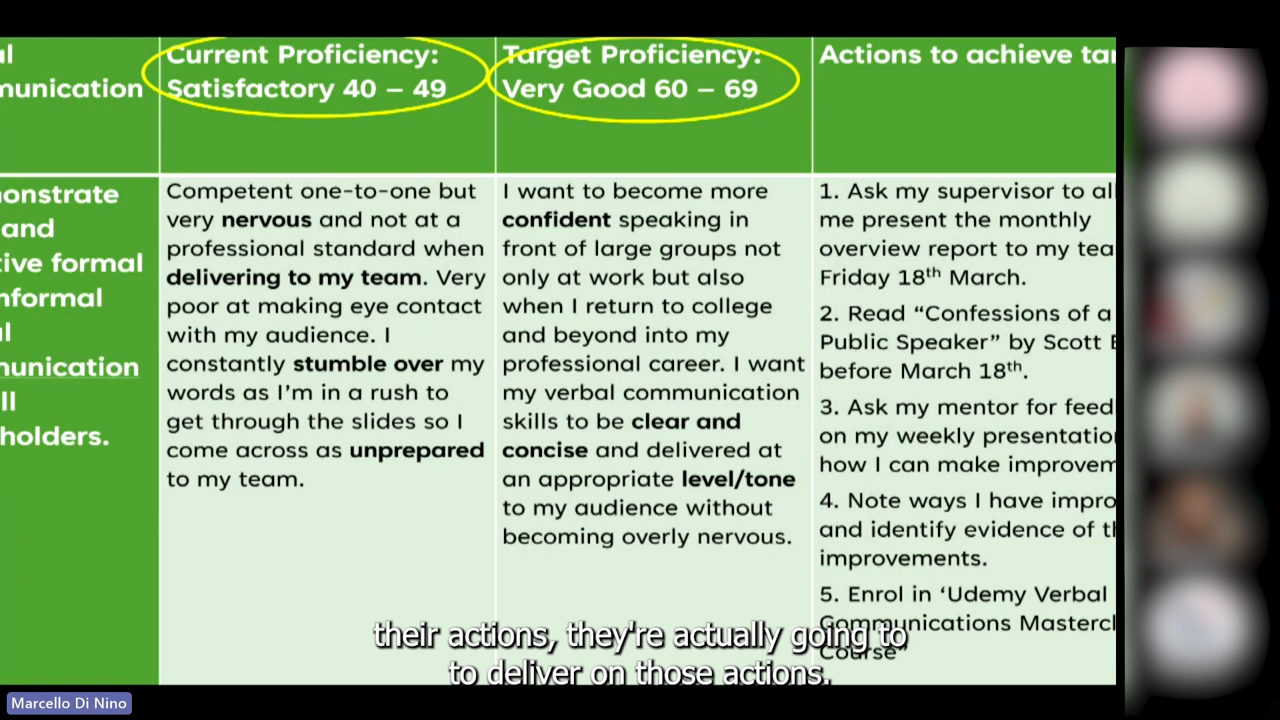 al
munication
Current Proficiency:
Satisfactory 40 – 49
Target Proficiency:
Very Good 60 – 69
Actions to achieve tar
onstrate
and
tive formal
nformal
al
munication
ll
holders.
Competent one-to-one but
very nervous and not at a
professional standard when
delivering to my team. Very
poor at making eye contact
with my audience. I
constantly stumble over my
words as I'm in a rush to
get through the slides so I
come across as unprepared
to my team.
I want to become more
confident speaking in
front of large groups not
only at work but also
when I return to college
and beyond into my
professional career. I want
my verbal communication
skills to be clear and
concise and delivered at
an appropriate level/tone
to my audience without
becoming overly nervous.
1. Ask my supervisor to all
me present the monthly
overview report to my tea
Friday 18th March.
2. Read “Confessions of a
Public Speaker” by Scott B
before March 18th.
3. Ask my mentor for feed
on my weekly presentation
how I can make improvem
4. Note ways I have impro
and identify evidence of th
improvements.
5. Enrol in ‘Udemy Verbal
Communications Mastercl
Course”
their actions, they're actually going to
to deliver on those actions.
Marcello Di Nino